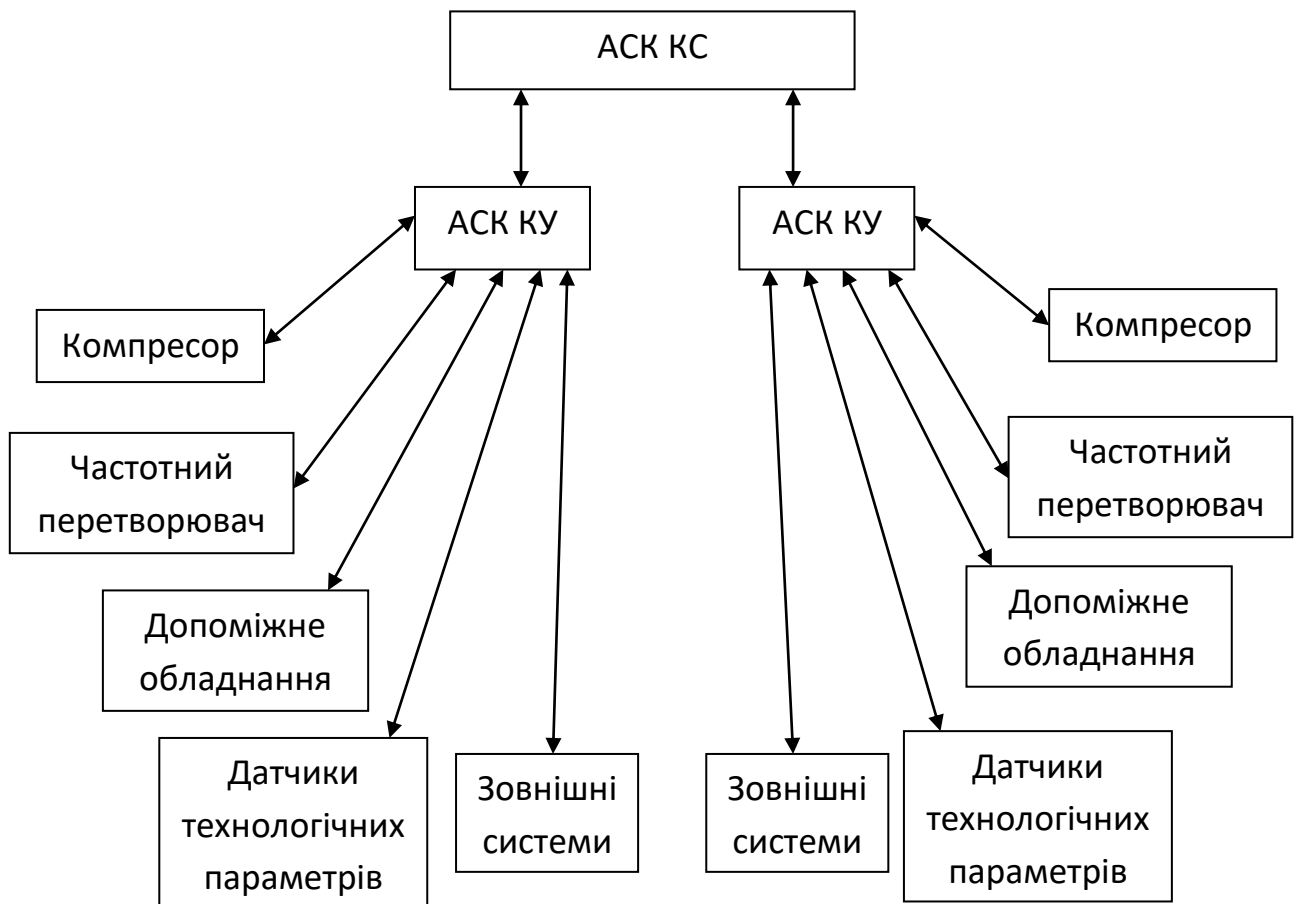 АСК КС
АСК КУ
АСК КУ
Компресор
Компресор
Частотний
перетворювач
Частотний
перетворювач
Допоміжне
обладнання
Допоміжне
обладнання
Датчики
технологічних
параметрів
Зовнішні
системи
Зовнішні
системи
Датчики
технологічних
параметрів